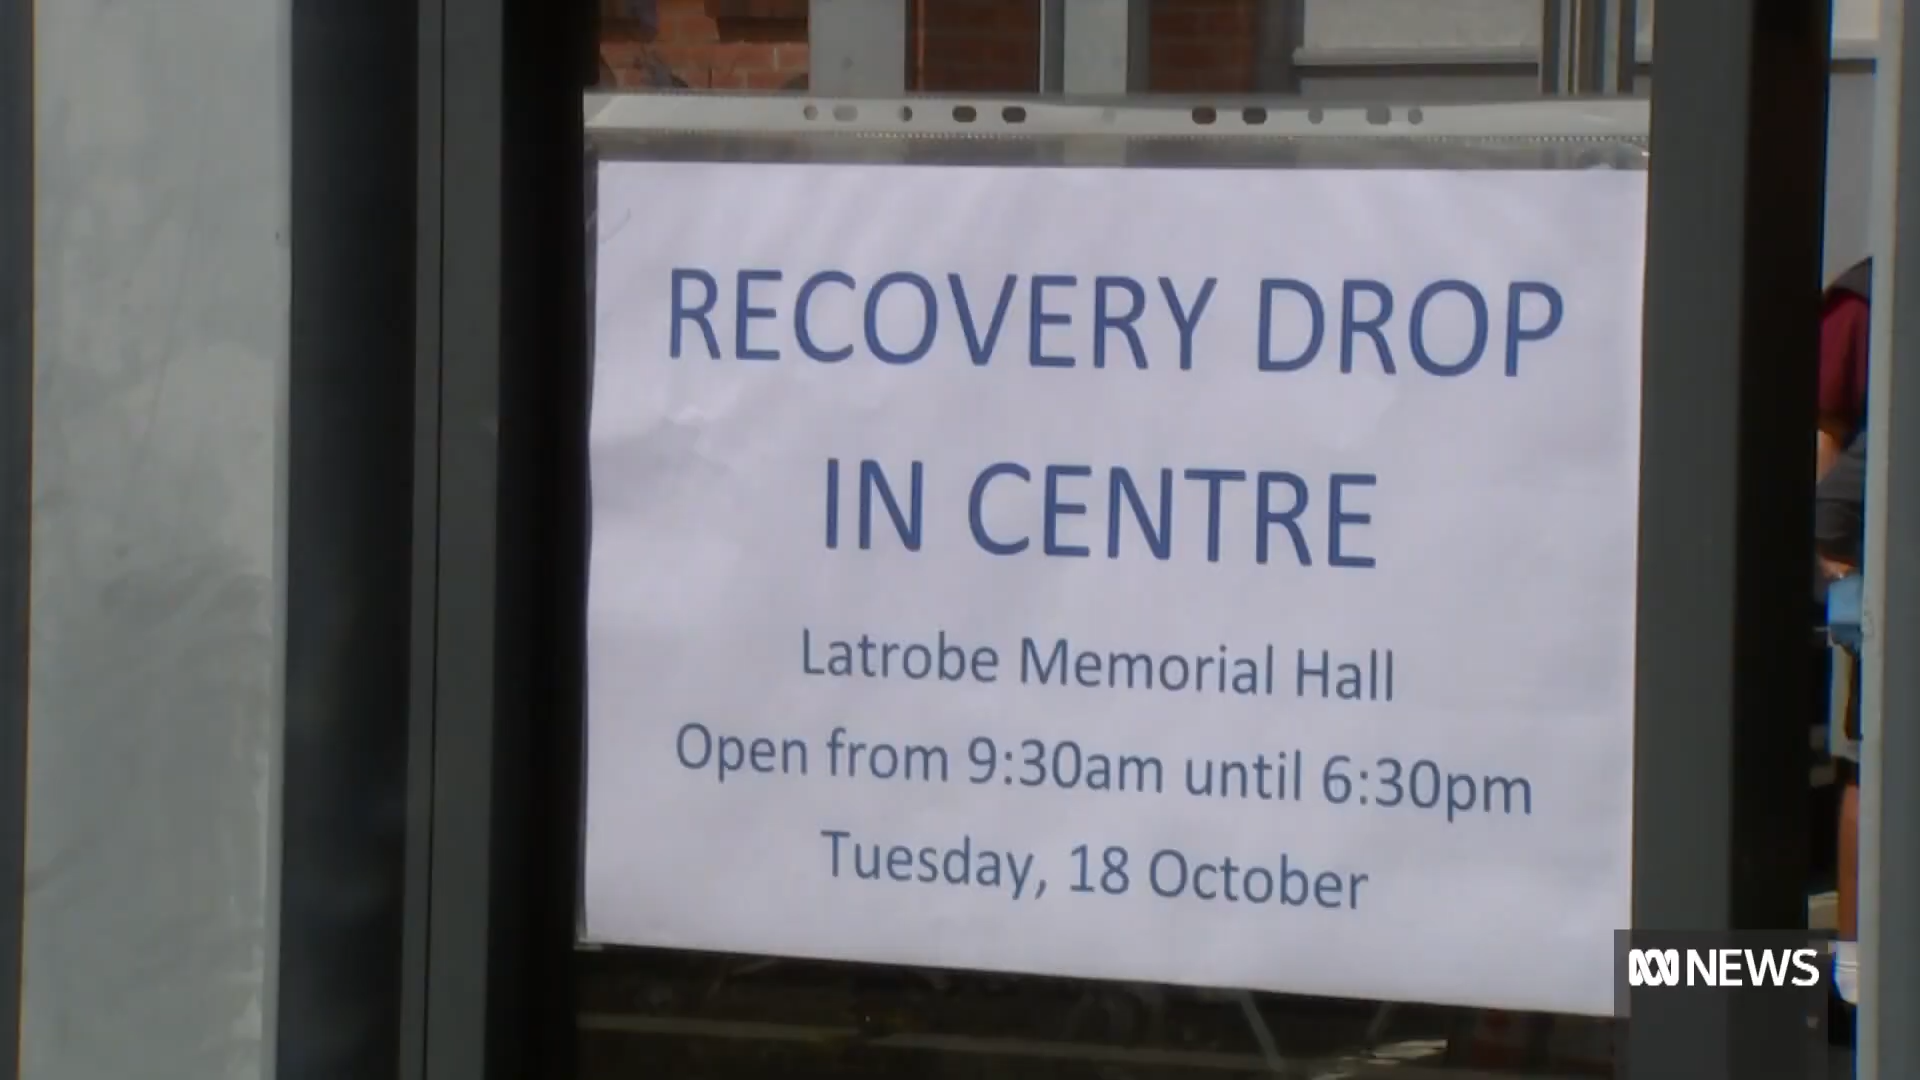 RECOVERY DROP
IN CENTRE
Latrobe Memorial Hall
Open from 9:30am until 6:30pm
Tuesday, 18 October
NEWS